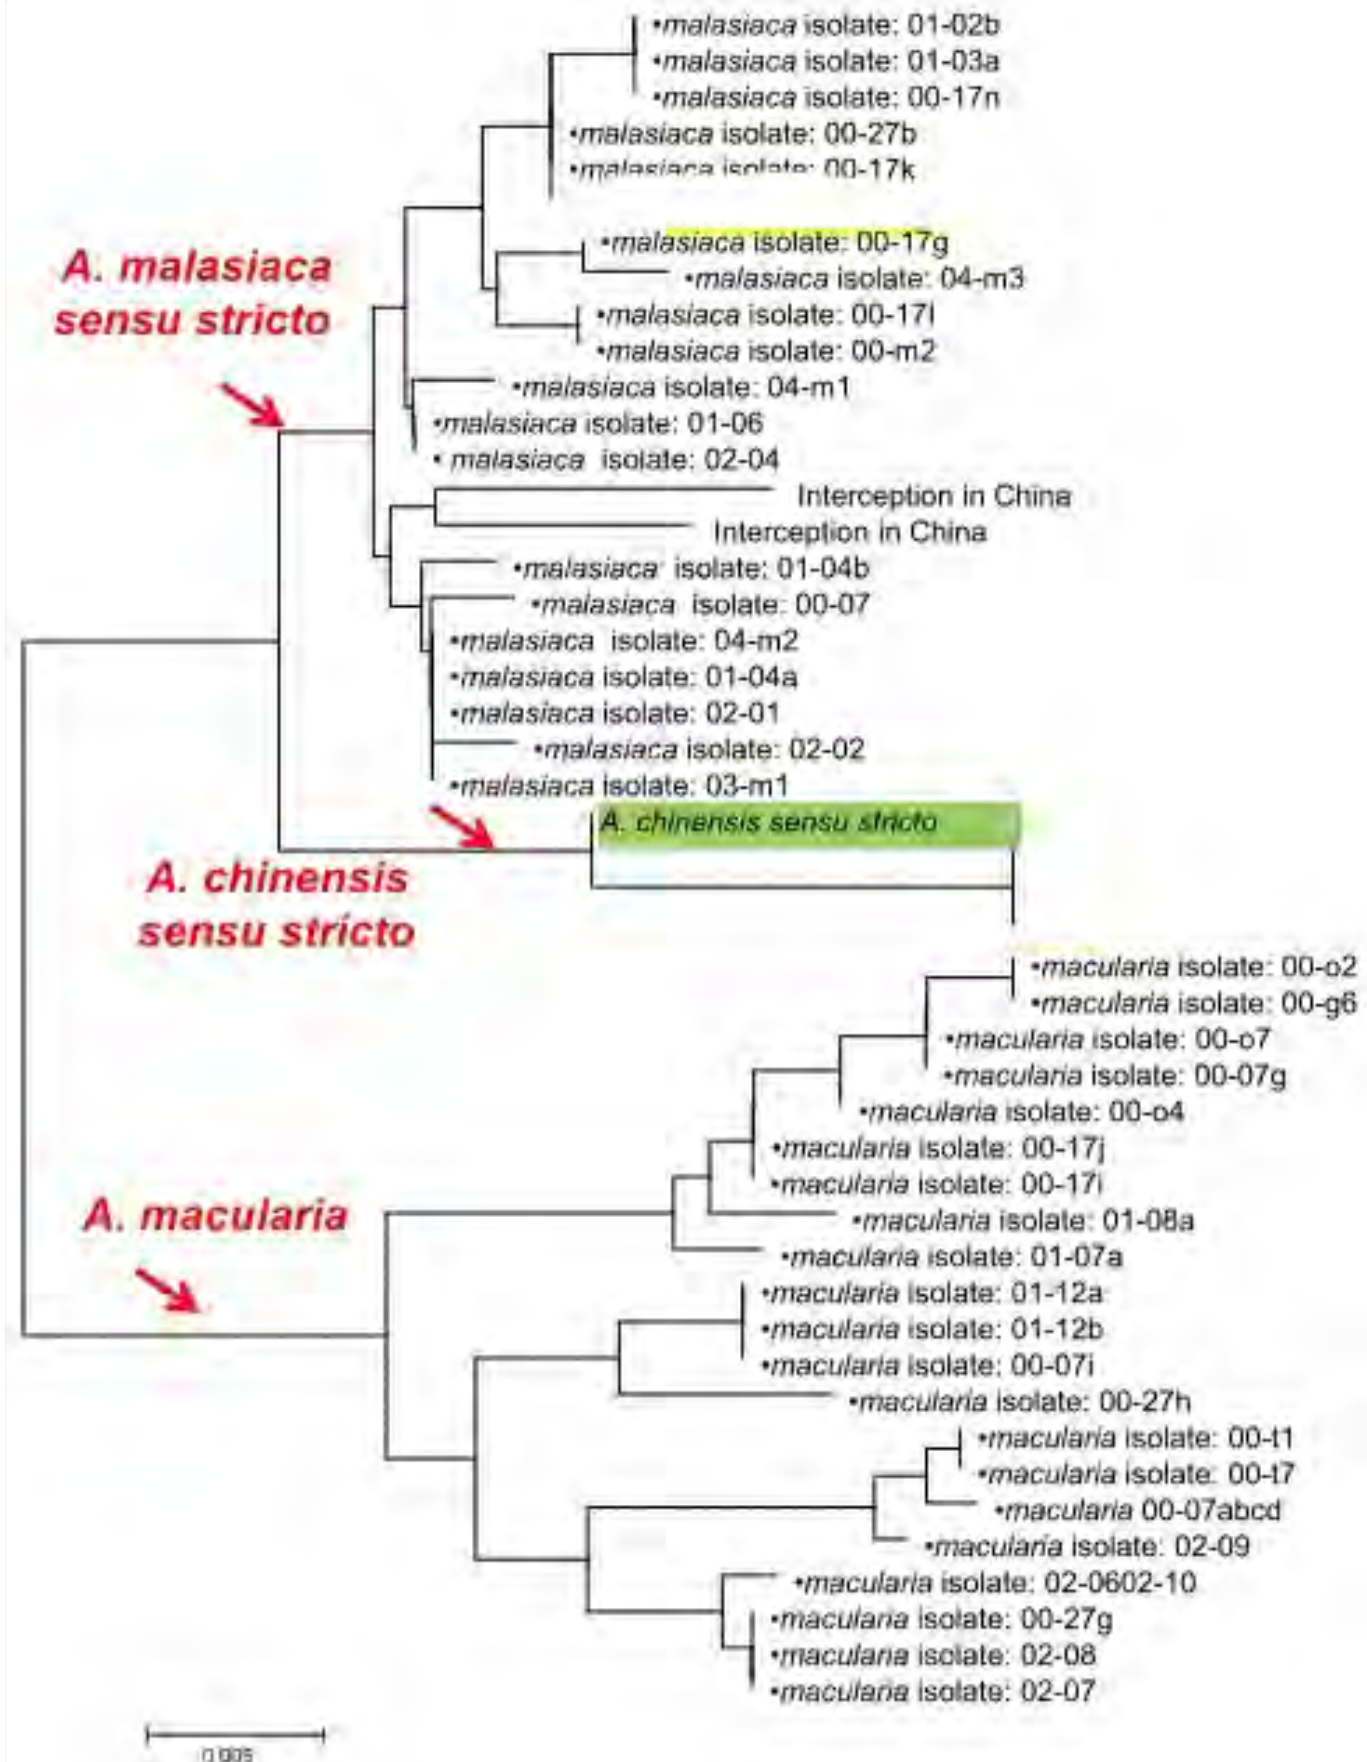 •malasiaca isolate: 01-02b
•malasiaca isolate: 01-03a
•malasiaca isolate: 00-17n
•malasiaca isolate: 00-27b
•malasiaca isolate: 00-17k
•malasiaca isolate: 00-17g
A. malasiaca
sensu stricto
•malasiaca isolate: 04-m3
•malasiaca isolate: 00-17l
•malasiaca isolate: 00-m2
•malasiaca isolate: 04-m1
•malasiaca isolate: 01-06
• malasiaca isolate: 02-04
Interception in China
Interception in China
•malasiaca isolate: 01-04b
•malasiaca isolate: 00-07
•malasiaca isolate: 04-m2
•malasiaca isolate: 01-04a
•malasiaca isolate: 02-01
•malasiaca isolate: 02-02
•malasiaca isolate: 03-m1
A. chinensis sensu stricto
A. chinensis
sensu stricto
•macularia isolate: 00-o2
•macularia isolate: 00-g6
•macularia isolate: 00-o7
•macularia isolate: 00-07g
•macularia isolate: 00-o4
•macularia isolate: 00-17j
•macularia isolate: 00-17i
A. macularia
•macularia isolate: 01-08a
•macularia isolate: 01-07a
•macularia isolate: 01-12a
•macularia isolate: 01-12b
•macularia isolate: 00-07i
•macularia isolate: 00-27h
•macularia isolate: 00-t1
•macularia isolate: 00-t7
•macularia 00-07abcd
•macularia isolate: 02-09
•macularia isolate: 02-0602-10
•macularia isolate: 00-27g
•macularia isolate: 02-08
•macularia isolate: 02-07
0.005